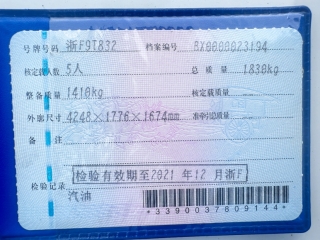 号牌号码 浙F9T832 档案编号 BX0000023194
核定载人数 5人 总质量 1830kg
整备质量 1410kg 核定载质量
外廓尺寸 4248×1776×1674mm 准牵引总质量
备注
检验有效期至2021年12月浙F
检验记录
汽油
*3390037809144*